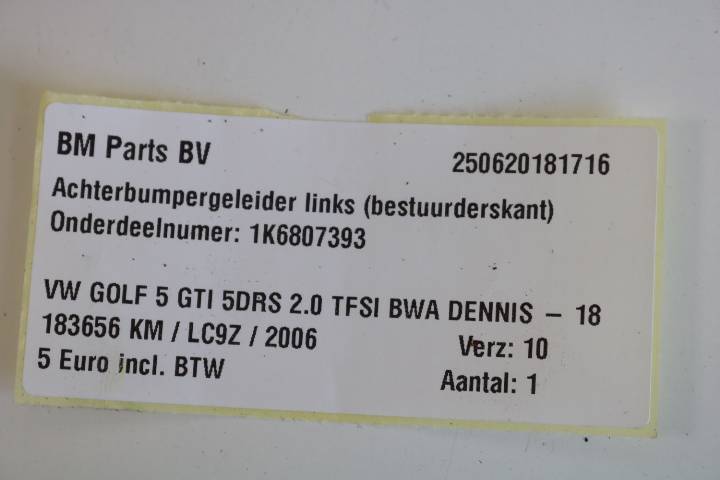 BM Parts BV 250620181716
Achterbumpergeleider links (bestuurderskant)
Onderdeelnumer: 1K6807393
VW GOLF 5 GTI 5DRS 2.0 TFSI BWA DENNIS – 18
183656 KM / LC9Z / 2006 Verz: 10
5 Euro incl. BTW Aantal: 1